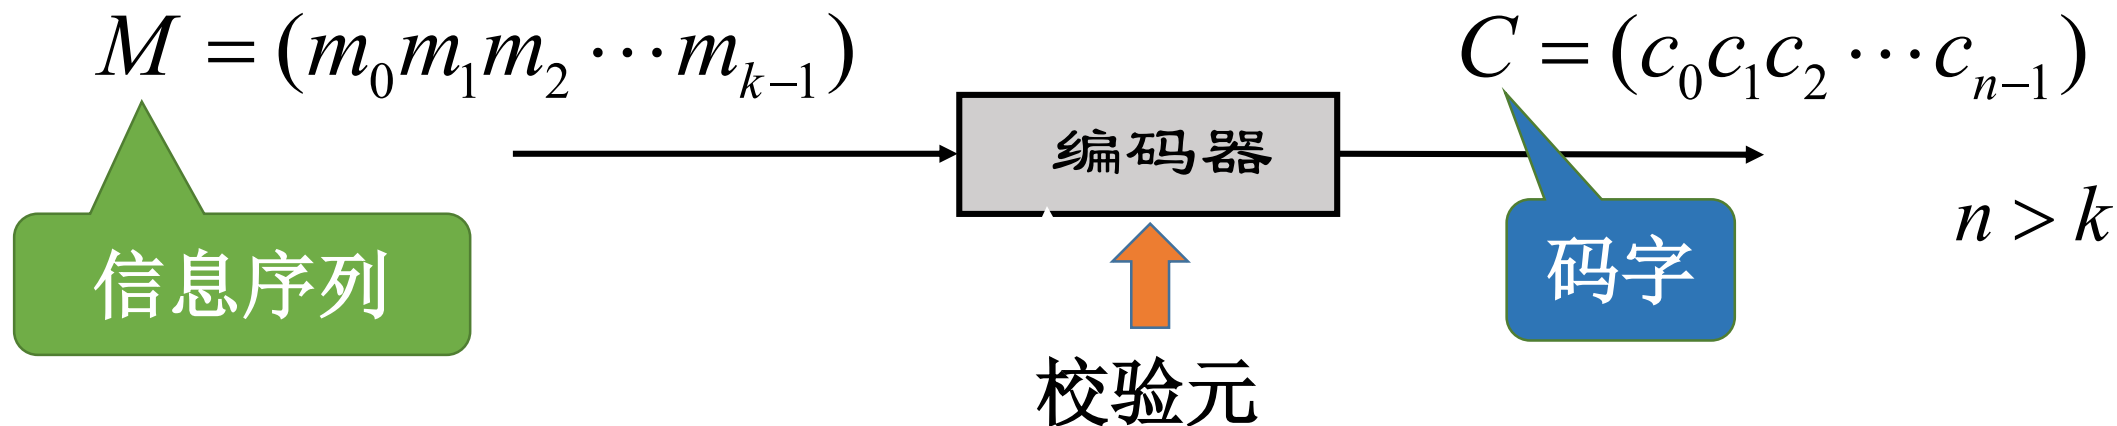 M = (m₀m₁m₂ ⋯ mₖ₋₁)
C = (c₀c₁c₂ ⋯ cₙ₋₁)
编码器
n > k
信息序列
码字
校验元